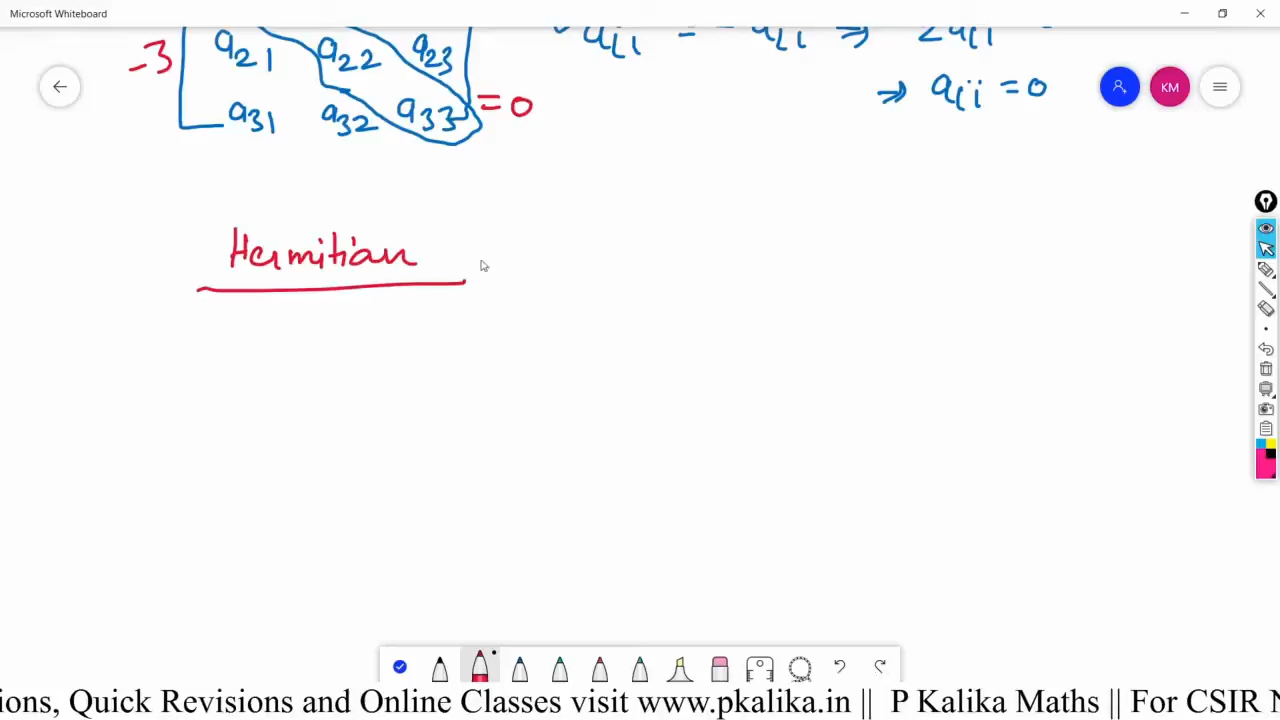 Microsoft Whiteboard
-3 a21 a22 a23 aii = - aii ⇒ 2aii =
a31 a32 a33 = 0 ⇒ aii = 0
KM
Hermitian
ions, Quick Revisions and Online Classes visit www.pkalika.in || P Kalika Maths || For CSIR N